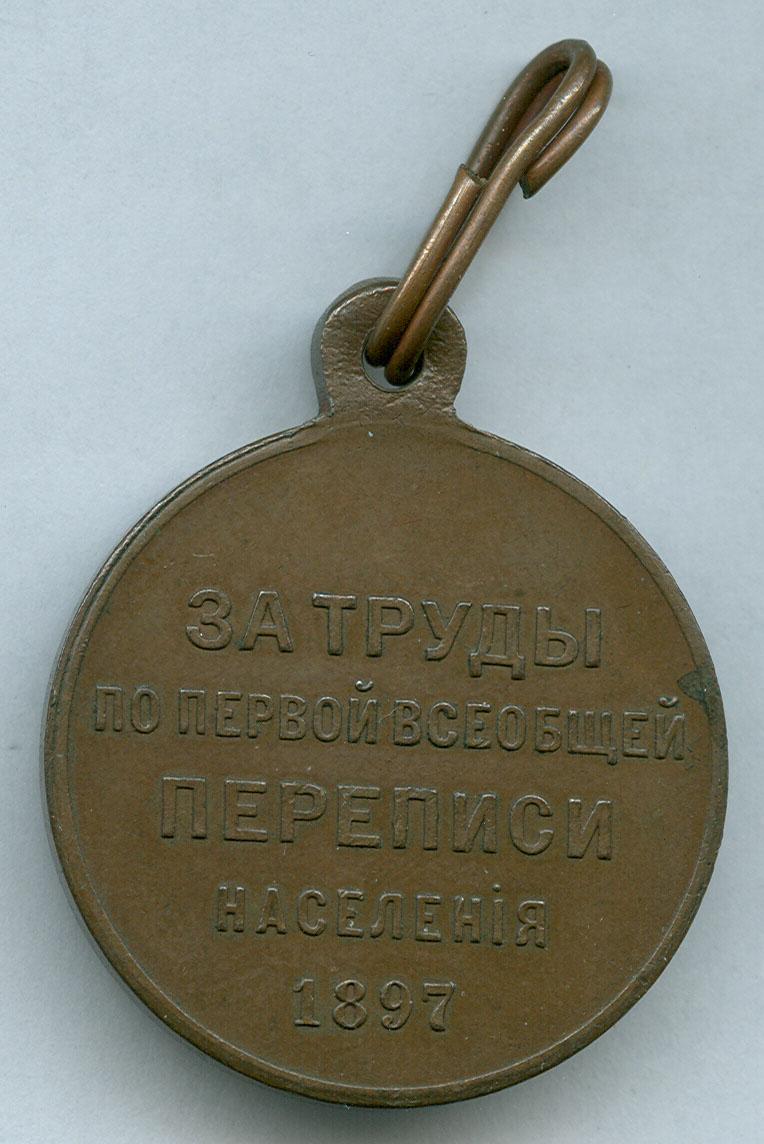 ЗА ТРУДЫ
ПО ПЕРВОЙ ВСЕОБЩЕЙ
ПЕРЕПИСИ
НАСЕЛЕНІЯ
1897